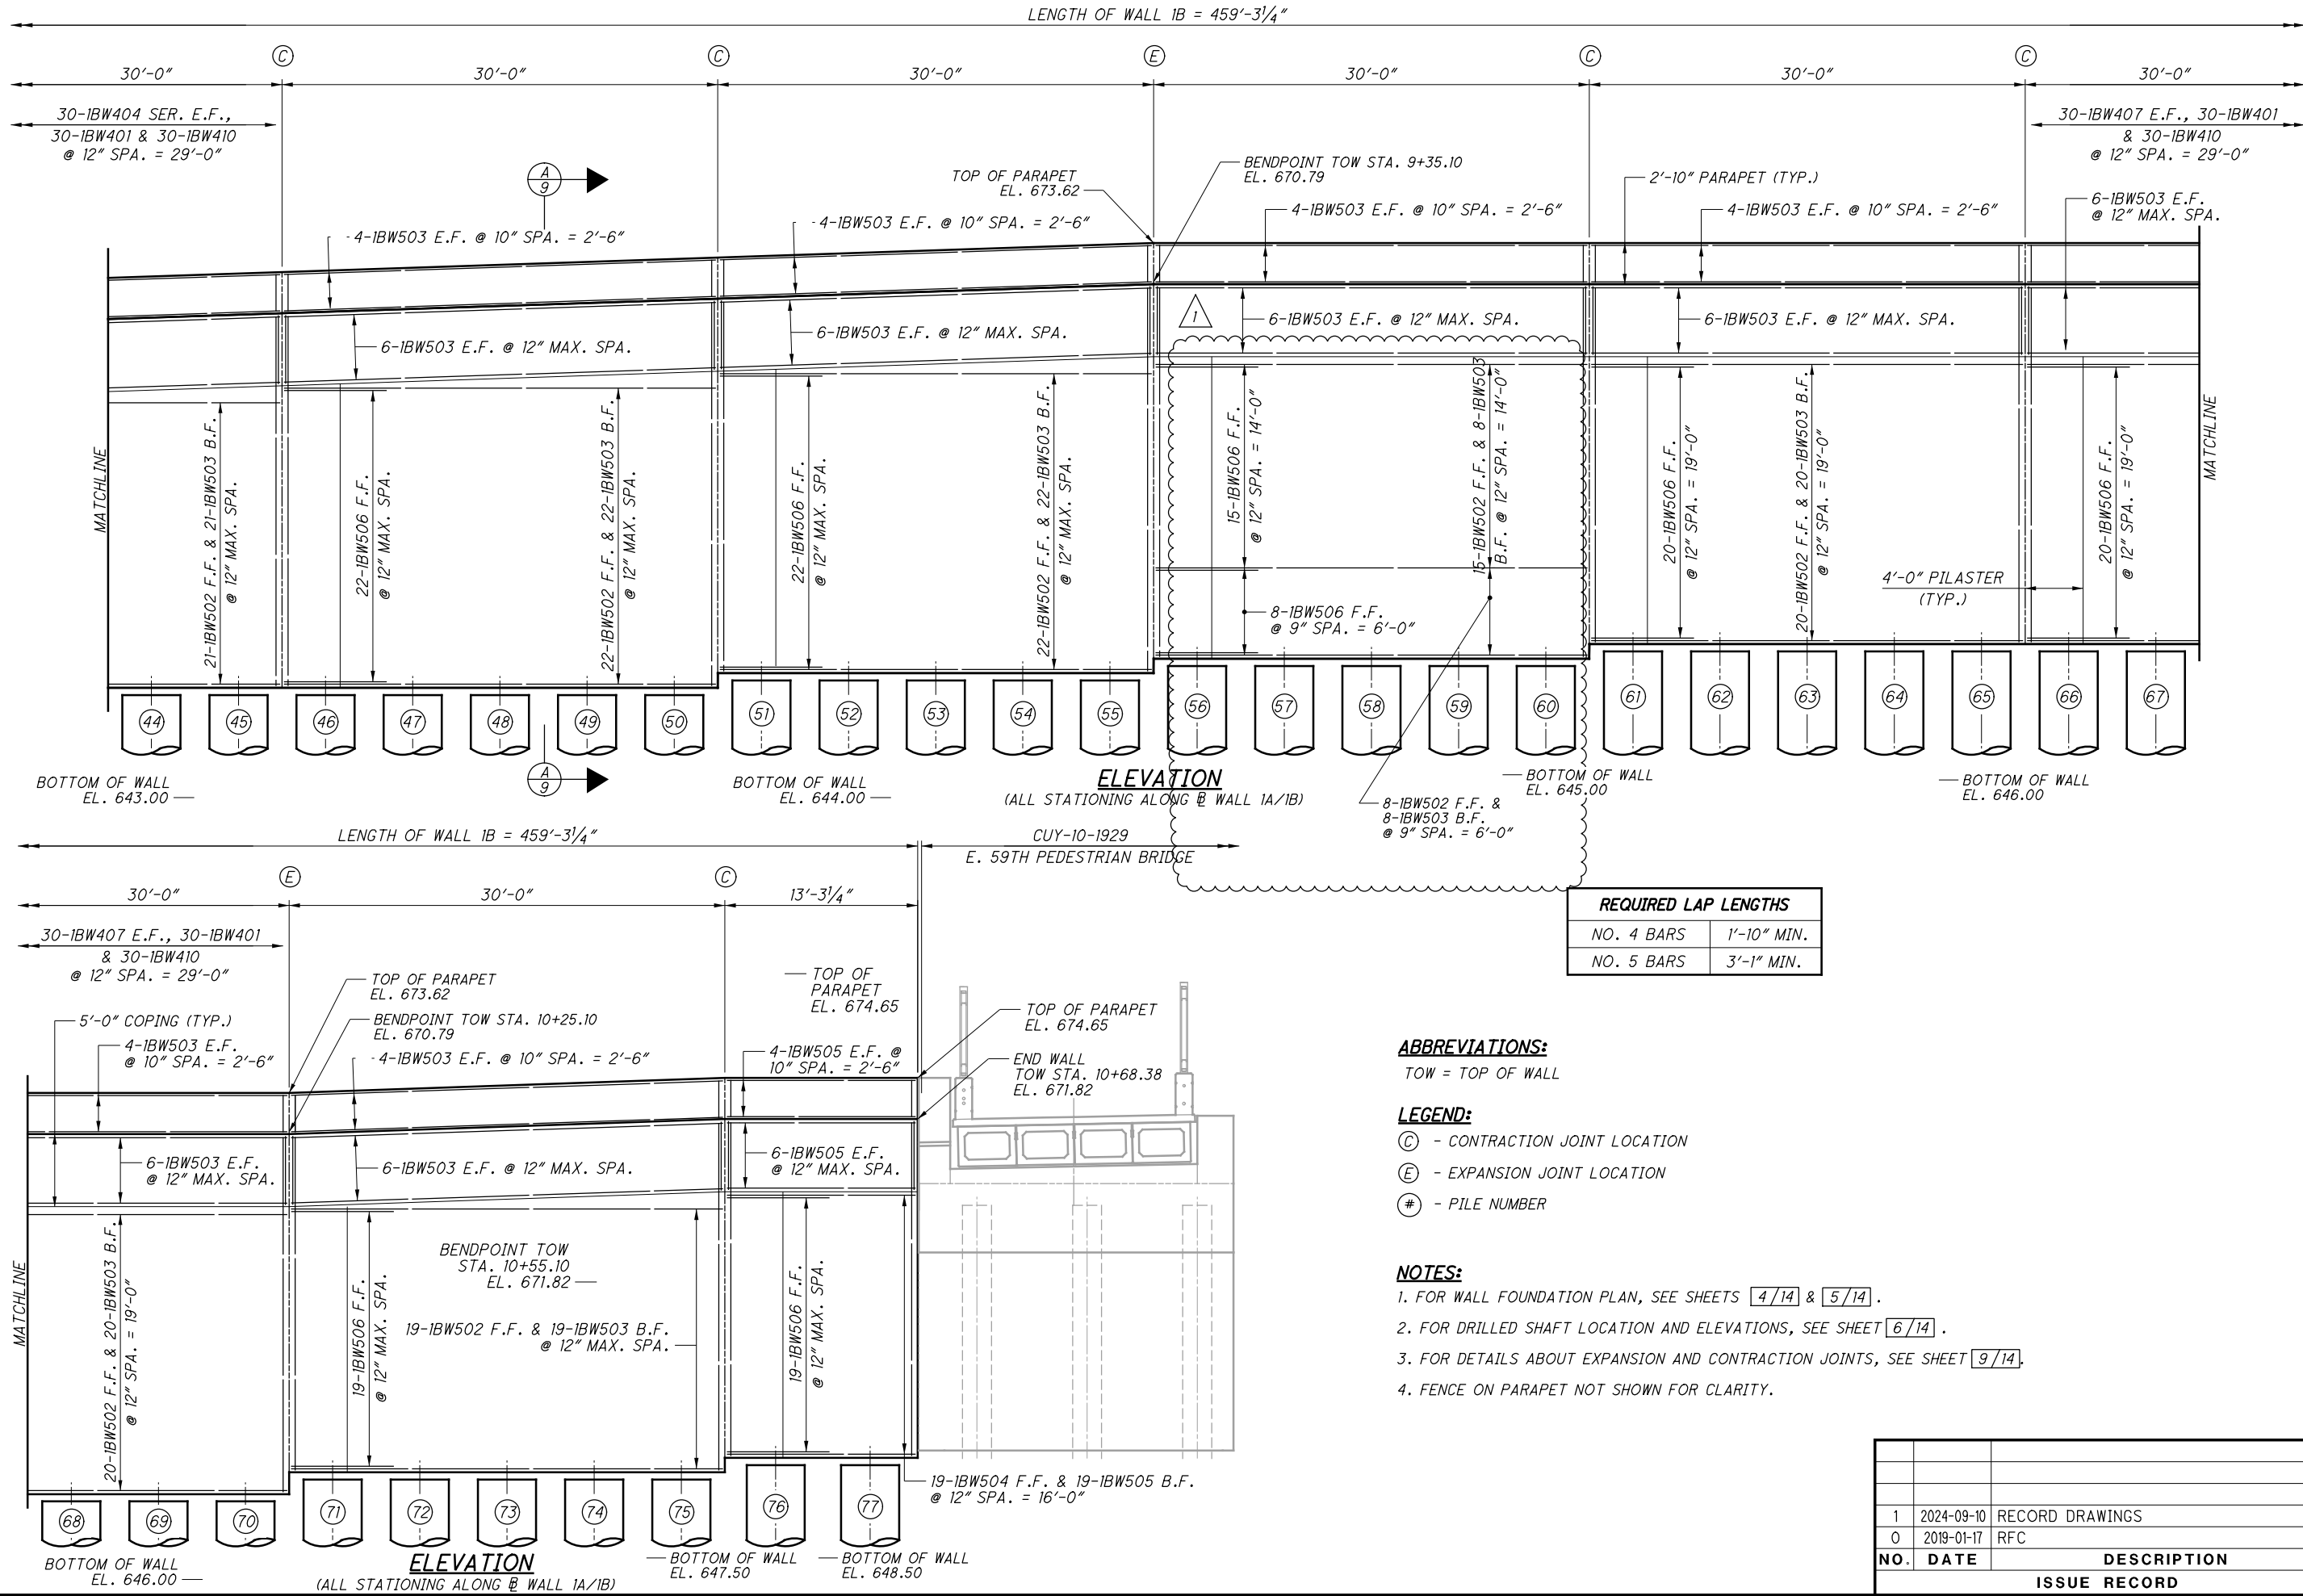 LENGTH OF WALL 1B = 459'-3¼"
C
C
E
C
C
30'-0"
30'-0"
30'-0"
30'-0"
30'-0"
30'-0"
30-1BW404 SER. E.F.,
30-1BW401 & 30-1BW410
@ 12" SPA. = 29'-0"
30-1BW407 E.F., 30-1BW401
& 30-1BW410
@ 12" SPA. = 29'-0"
A
9
TOP OF PARAPET
EL. 673.62
BENDPOINT TOW STA. 9+35.10
EL. 670.79
2'-10" PARAPET (TYP.)
6-1BW503 E.F.
@ 12" MAX. SPA.
4-1BW503 E.F. @ 10" SPA. = 2'-6"
4-1BW503 E.F. @ 10" SPA. = 2'-6"
4-1BW503 E.F. @ 10" SPA. = 2'-6"
4-1BW503 E.F. @ 10" SPA. = 2'-6"
6-1BW503 E.F. @ 12" MAX. SPA.
6-1BW503 E.F. @ 12" MAX. SPA.
1
6-1BW503 E.F. @ 12" MAX. SPA.
6-1BW503 E.F. @ 12" MAX. SPA.
MATCHLINE
21-1BW502 F.F. & 21-1BW503 B.F.
@ 12" MAX. SPA.
22-1BW506 F.F.
@ 12" MAX. SPA.
22-1BW502 F.F. & 22-1BW503 B.F.
@ 12" MAX. SPA.
22-1BW506 F.F.
@ 12" MAX. SPA.
22-1BW502 F.F. & 22-1BW503 B.F.
@ 12" MAX. SPA.
15-1BW506 F.F.
@ 12" SPA. = 14'-0"
15-1BW502 F.F. & 8-1BW503
B.F. @ 12" SPA. = 14'-0"
8-1BW506 F.F.
@ 9" SPA. = 6'-0"
20-1BW506 F.F.
@ 12" SPA. = 19'-0"
20-1BW502 F.F. & 20-1BW503 B.F.
@ 12" SPA. = 19'-0"
4'-0" PILASTER
(TYP.)
20-1BW506 F.F.
@ 12" SPA. = 19'-0"
MATCHLINE
44
45
46
47
48
49
50
51
52
53
54
55
56
57
58
59
60
61
62
63
64
65
66
67
BOTTOM OF WALL
EL. 643.00
A
9
BOTTOM OF WALL
EL. 644.00
ELEVATION
(ALL STATIONING ALONG BL WALL 1A/1B)
8-1BW502 F.F. &
8-1BW503 B.F.
@ 9" SPA. = 6'-0"
BOTTOM OF WALL
EL. 645.00
BOTTOM OF WALL
EL. 646.00
LENGTH OF WALL 1B = 459'-3¼"
CUY-10-1929
E. 59TH PEDESTRIAN BRIDGE
E
C
30'-0"
30'-0"
13'-3¼"
30-1BW407 E.F., 30-1BW401
& 30-1BW410
@ 12" SPA. = 29'-0"
5'-0" COPING (TYP.)
4-1BW503 E.F.
@ 10" SPA. = 2'-6"
TOP OF PARAPET
EL. 673.62
BENDPOINT TOW STA. 10+25.10
EL. 670.79
4-1BW503 E.F. @ 10" SPA. = 2'-6"
TOP OF
PARAPET
EL. 674.65
4-1BW505 E.F. @
10" SPA. = 2'-6"
TOP OF PARAPET
EL. 674.65
END WALL
TOW STA. 10+68.38
EL. 671.82
6-1BW503 E.F.
@ 12" MAX. SPA.
6-1BW503 E.F. @ 12" MAX. SPA.
6-1BW505 E.F.
@ 12" MAX. SPA.
MATCHLINE
20-1BW502 F.F. & 20-1BW503 B.F.
@ 12" SPA. = 19'-0"
19-1BW506 F.F.
@ 12" MAX. SPA.
BENDPOINT TOW
STA. 10+55.10
EL. 671.82
19-1BW502 F.F. & 19-1BW503 B.F.
@ 12" MAX. SPA.
19-1BW506 F.F.
@ 12" MAX. SPA.
19-1BW504 F.F. & 19-1BW505 B.F.
@ 12" SPA. = 16'-0"
68
69
70
71
72
73
74
75
76
77
BOTTOM OF WALL
EL. 646.00
ELEVATION
(ALL STATIONING ALONG BL WALL 1A/1B)
BOTTOM OF WALL
EL. 647.50
BOTTOM OF WALL
EL. 648.50
REQUIRED LAP LENGTHS
NO. 4 BARS 1'-10" MIN.
NO. 5 BARS 3'-1" MIN.
ABBREVIATIONS:
TOW = TOP OF WALL
LEGEND:
C - CONTRACTION JOINT LOCATION
E - EXPANSION JOINT LOCATION
# - PILE NUMBER
NOTES:
1. FOR WALL FOUNDATION PLAN, SEE SHEETS 4/14 & 5/14 .
2. FOR DRILLED SHAFT LOCATION AND ELEVATIONS, SEE SHEET 6/14 .
3. FOR DETAILS ABOUT EXPANSION AND CONTRACTION JOINTS, SEE SHEET 9/14.
4. FENCE ON PARAPET NOT SHOWN FOR CLARITY.
1 2024-09-10 RECORD DRAWINGS
0 2019-01-17 RFC
NO. DATE DESCRIPTION
ISSUE RECORD